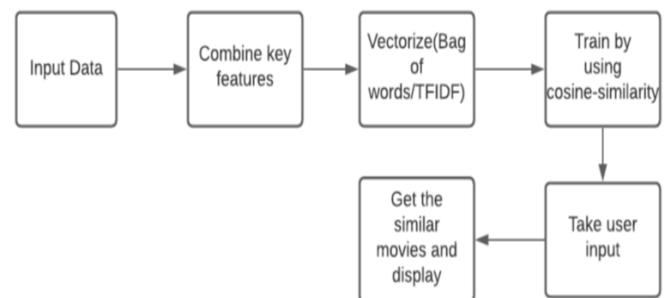 Input Data
Combine key
features
Vectorize(Bag
of
words/TFIDF)
Train by
using
cosine-similarity
Take user
input
Get the
similar
movies and
display